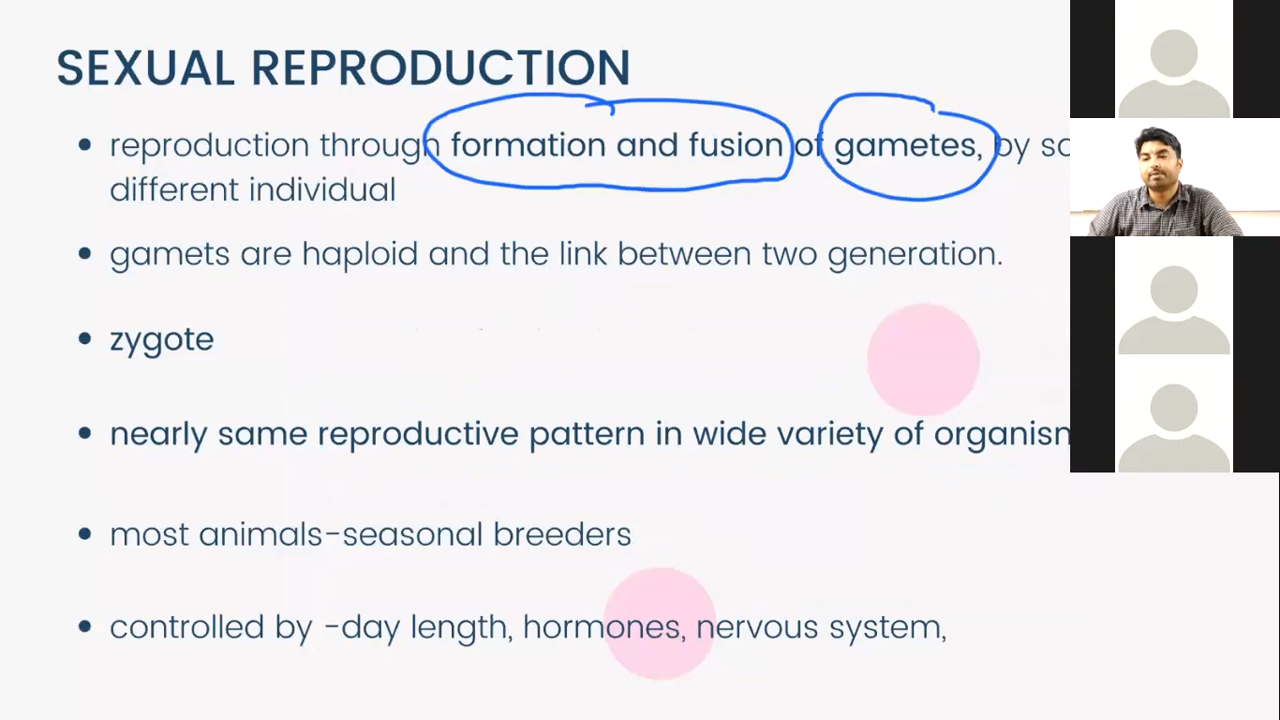 SEXUAL REPRODUCTION
• reproduction through formation and fusion of gametes, by
different individual
• gamets are haploid and the link between two generation.
• zygote
• nearly same reproductive pattern in wide variety of
• most animals-seasonal breeders
• controlled by -day length, hormones, nervous system,